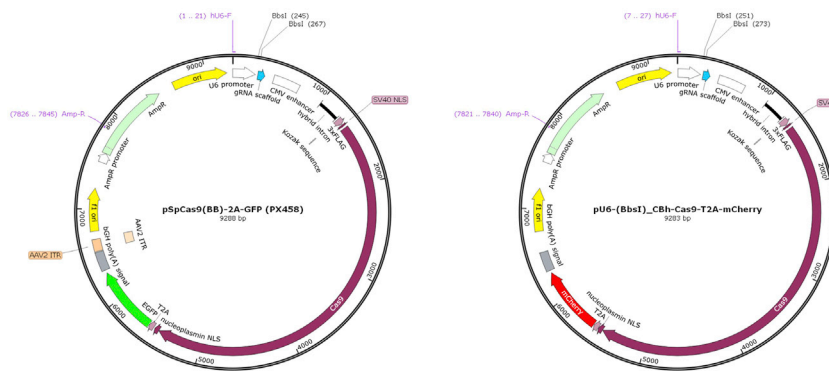 (1 .. 21) hU6-F
BbsI (245)
BbsI (267)
9000
ori
U6 promoter
gRNA scaffold
CMV enhancer
1000
hybrid intron
3xFLAG
SV40 NLS
Kozak sequence
(7826 .. 7845) Amp-R
8000
AmpR
AmpR promoter
2000
f1 ori
7000
pSpCas9(BB)-2A-GFP (PX458)
9288 bp
AAV2 ITR
AAV2 ITR
bGH poly(A) signal
3000
Cas9
T2A
EGFP
nucleoplasmin NLS
6000
5000
4000
(7 .. 27) hU6-F
BbsI (251)
BbsI (273)
9000
ori
U6 promoter
gRNA scaffold
CMV enhancer
1000
hybrid intron
3xFLAG
SV4
Kozak sequence
(7821 .. 7840) Amp-R
8000
AmpR
AmpR promoter
2000
f1 ori
7000
pU6-(BbsI)_CBh-Cas9-T2A-mCherry
9283 bp
bGH poly(A) signal
3000
Cas9
mCherry
nucleoplasmin NLS
T2A
6000
5000
4000